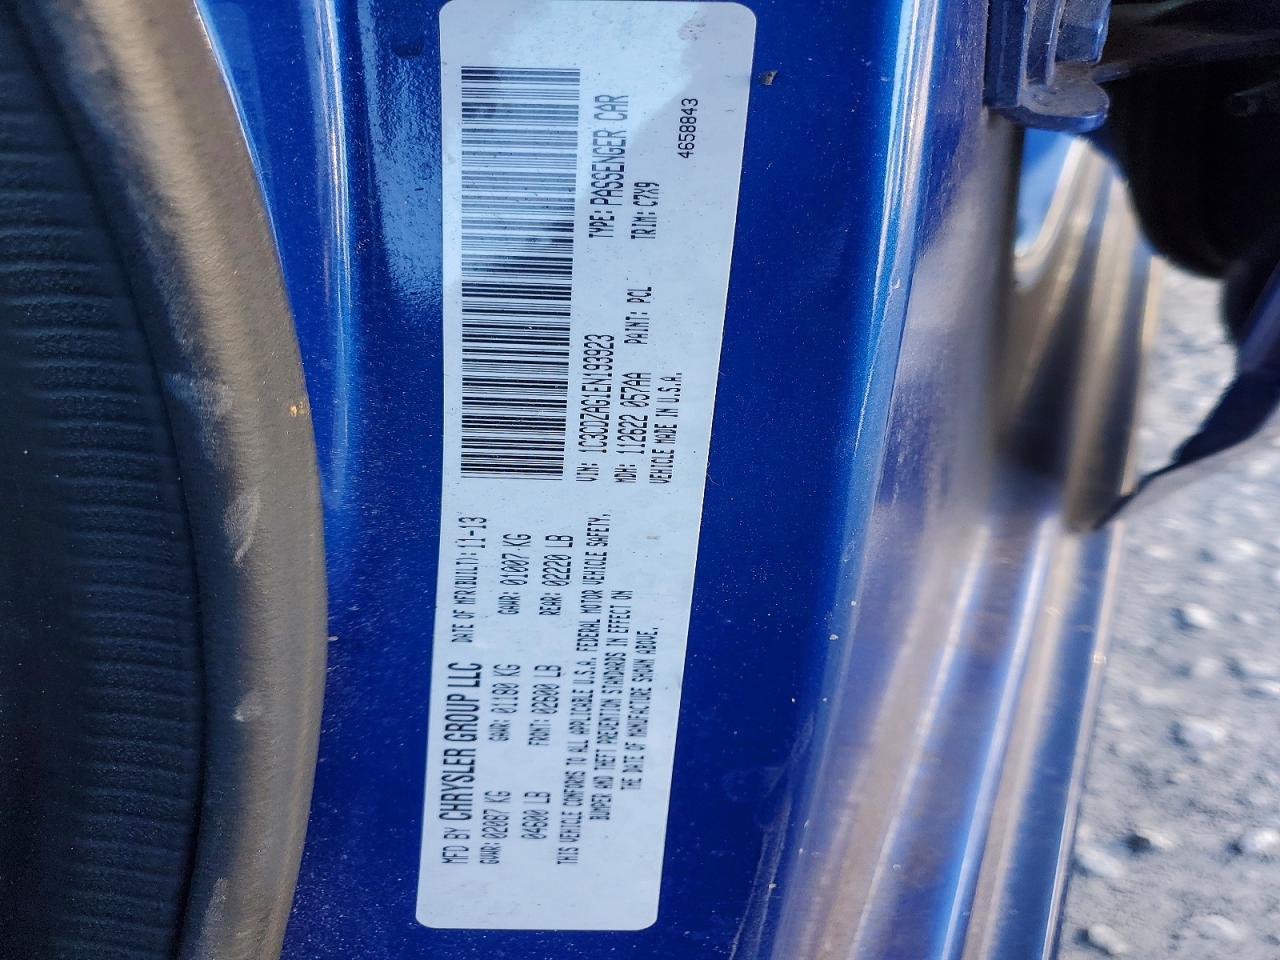 MFD BY CHRYSLER GROUP LLC DATE OF MFR(BUILT): 11-13
GVWR: 02087 KG GAWR: 01180 KG GAWR: 01007 KG
04600 LB FRONT: 02600 LB REAR: 02220 LB
THIS VEHICLE CONFORMS TO ALL APPLICABLE U.S.A. FEDERAL MOTOR VEHICLE SAFETY,
BUMPER AND THEFT PREVENTION STANDARDS IN EFFECT ON
THE DATE OF MANUFACTURE SHOWN ABOVE.
VIN: 1C3CDZAG1EN193923 TYPE: PASSENGER CAR
MDH: 112622 057AA PAINT: PCL TRIM: C7X9
VEHICLE MADE IN U.S.A.
4658843